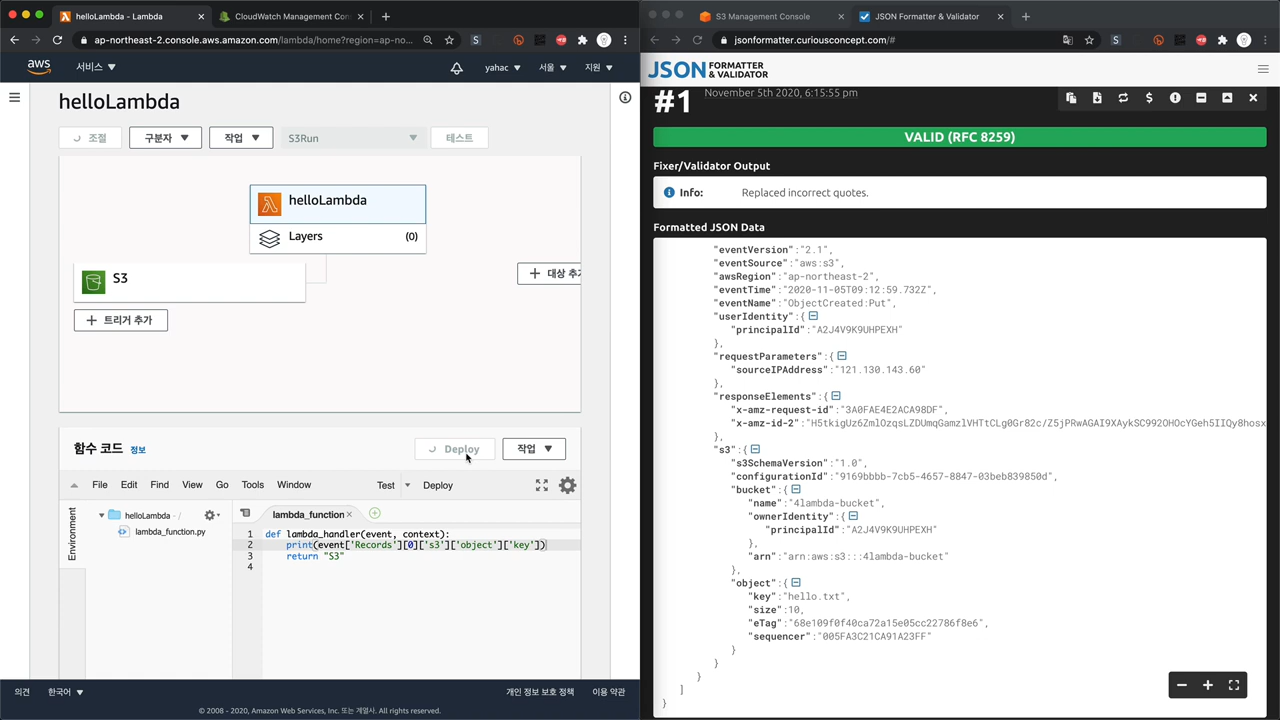 helloLambda - Lambda
CloudWatch Management Con
ap-northeast-2.console.aws.amazon.com/lambda/home?region=ap-no...
aws
서비스
yahac
서울
지원
helloLambda
조절
구분자
작업
S3Run
테스트
helloLambda
Layers
(0)
S3
대상 추가
트리거 추가
함수 코드
정보
Deploy
작업
File Edit Find View Go Tools Window Test Deploy
Environment
helloLambda - /
lambda_function.py
lambda_function
1 def lambda_handler(event, context):
2 print(event['Records'][0]['s3']['object']['key'])
3 return "S3"
4
의견
한국어
개인 정보 보호 정책
이용 약관
© 2008 - 2020, Amazon Web Services, Inc. 또는 계열사. All rights reserved.
S3 Management Console
JSON Formatter & Validator
jsonformatter.curiousconcept.com/#
JSON FORMATTER & VALIDATOR
#1
November 5th 2020, 6:15:55 pm
VALID (RFC 8259)
Fixer/Validator Output
Info: Replaced incorrect quotes.
Formatted JSON Data
"eventVersion":"2.1",
"eventSource":"aws:s3",
"awsRegion":"ap-northeast-2",
"eventTime":"2020-11-05T09:12:59.732Z",
"eventName":"ObjectCreated:Put",
"userIdentity":{
"principalId":"A2J4V9K9UHPEXH"
},
"requestParameters":{
"sourceIPAddress":"121.130.143.60"
},
"responseElements":{
"x-amz-request-id":"3A0FAE4E2ACA98DF",
"x-amz-id-2":"H5tkigUz6ZmlOzqsLZDUmqGamzlVHTtCLg0Gr82c/Z5jPRwAGAI9XAykSC992OHOcYGeh5IIQy8hosx
},
"s3":{
"s3SchemaVersion":"1.0",
"configurationId":"9169bbbb-7cb5-4657-8847-03beb839850d",
"bucket":{
"name":"4lambda-bucket",
"ownerIdentity":{
"principalId":"A2J4V9K9UHPEXH"
},
"arn":"arn:aws:s3:::4lambda-bucket"
},
"object":{
"key":"hello.txt",
"size":10,
"eTag":"68e109f0f40ca72a15e05cc22786f8e6",
"sequencer":"005FA3C21CA91A23FF"
}
}
}
]
}